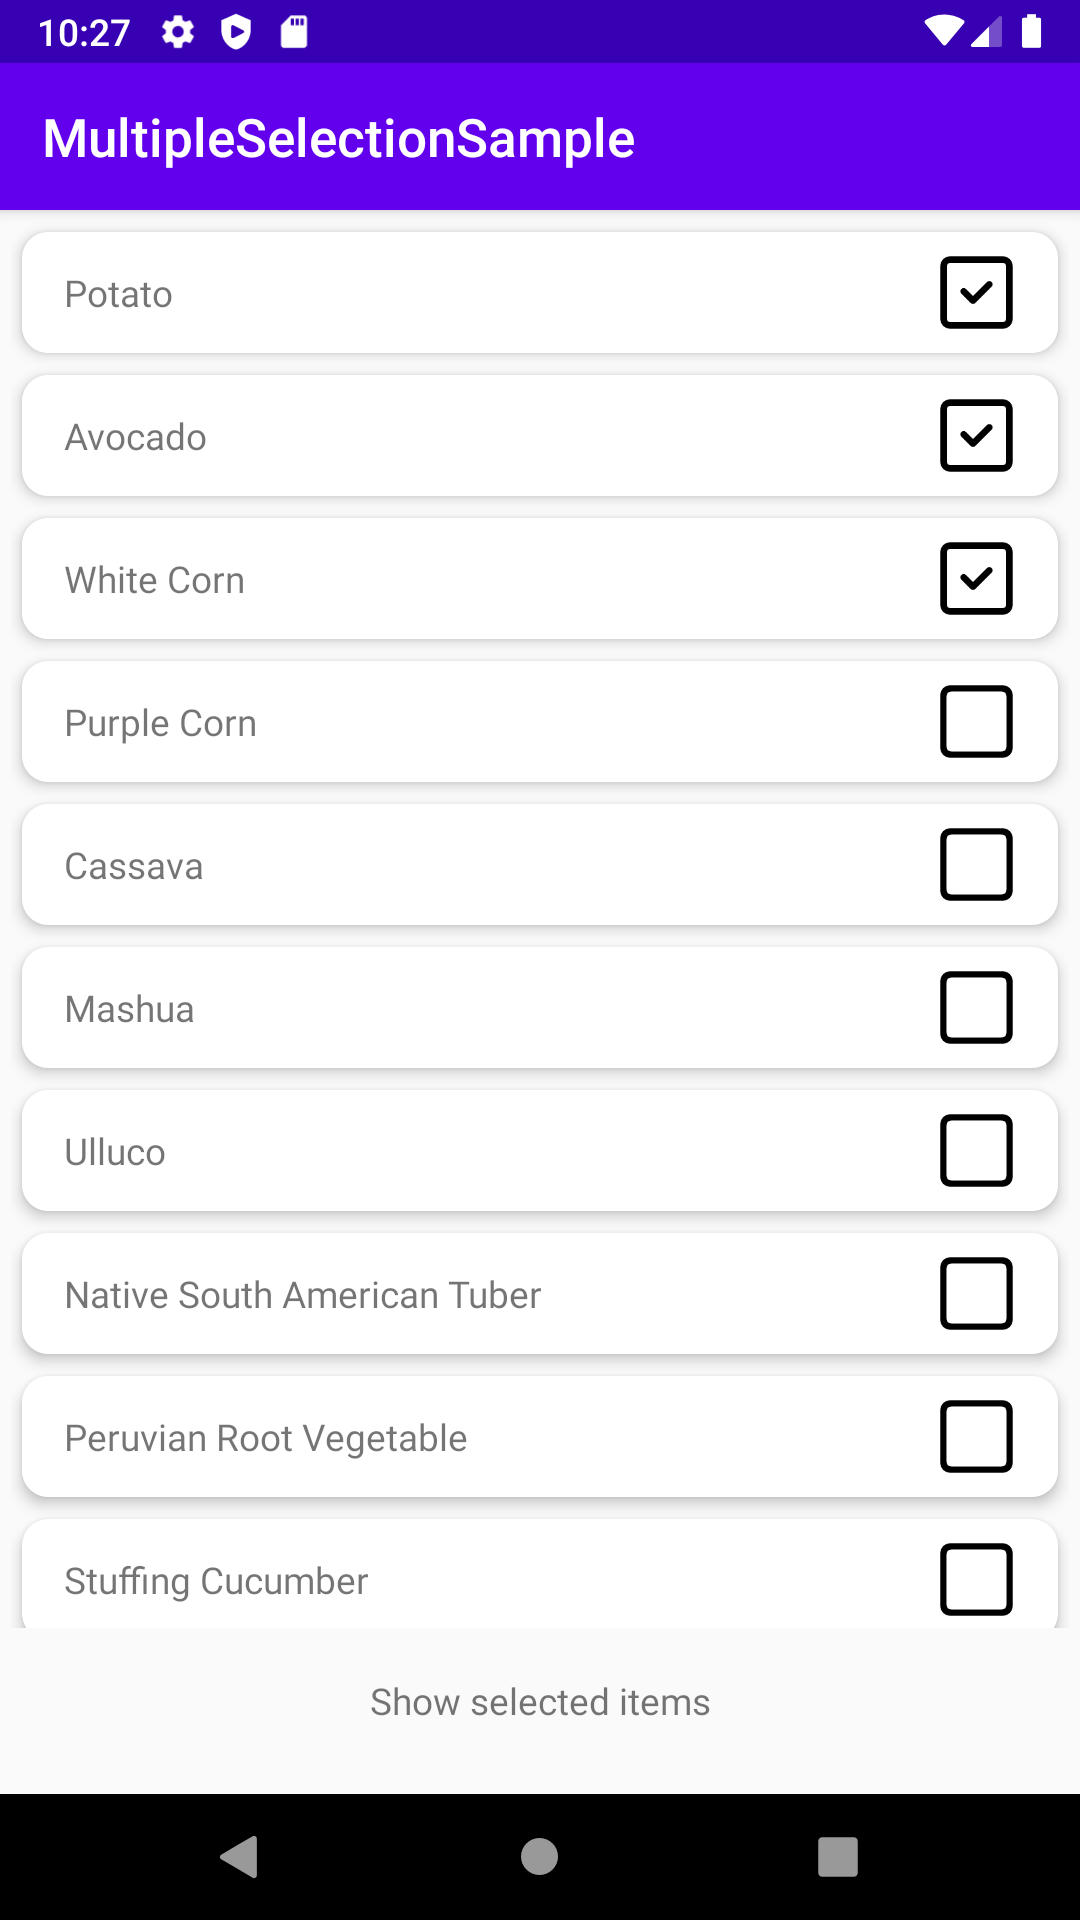 10:27
MultipleSelectionSample
Potato
Avocado
White Corn
Purple Corn
Cassava
Mashua
Ulluco
Native South American Tuber
Peruvian Root Vegetable
Stuffing Cucumber
Show selected items